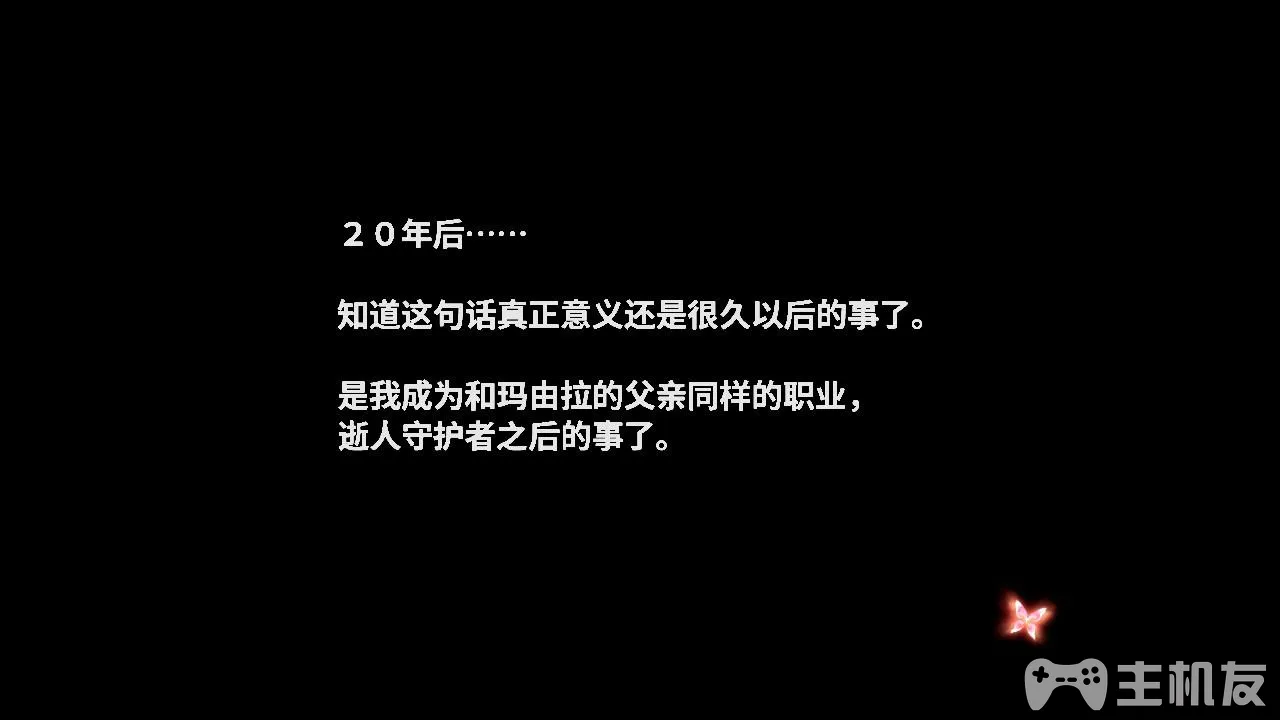 ２０年后……
知道这句话真正意义还是很久以后的事了。
是我成为和玛由拉的父亲同样的职业，
逝人守护者之后的事了。
主机友